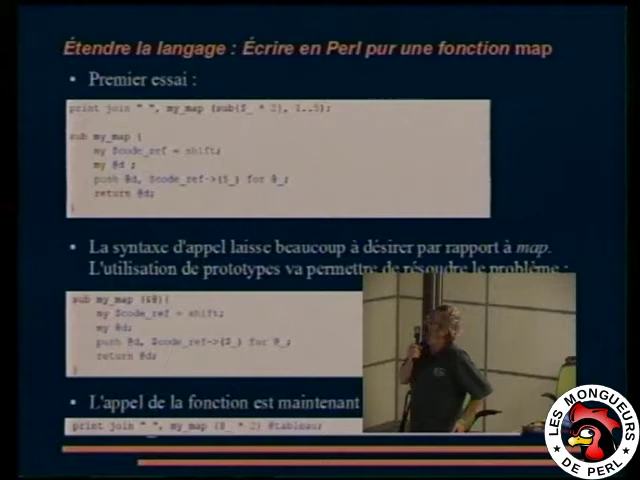 Étendre la langage : Écrire en Perl pur une fonction map
• Premier essai :
print join " ", my_map (sub{$_ * 2}, 1..5);
sub my_map {
my $code_ref = shift;
my @d ;
push @d, $code_ref->($_) for @_;
return @d;
}
• La syntaxe d'appel laisse beaucoup à désirer par rapport à map.
L'utilisation de prototypes va permettre de résoudre le problème :
sub my_map (&@){
my $code_ref = shift;
my @d;
push @d, $code_ref->($_) for @_;
return @d;
}
• L'appel de la fonction est maintenant
print join " ", my_map {$_ * 2} @tableau;
LES MONGUEURS
DE PERL